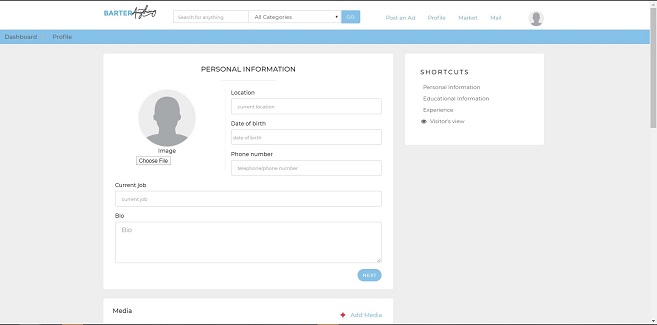 BARTER
Search for anything
All Categories
GO
Post an Ad
Profile
Market
Mail
Dashboard
Profile
PERSONAL INFORMATION
Image
Choose File
Location
current location
Date of birth
date of birth
Phone number
telephone/phone number
Current job
current job
Bio
Bio
NEXT
SHORTCUTS
Personal Information
Educational Information
Experience
Visitor's view
Media
Add Media